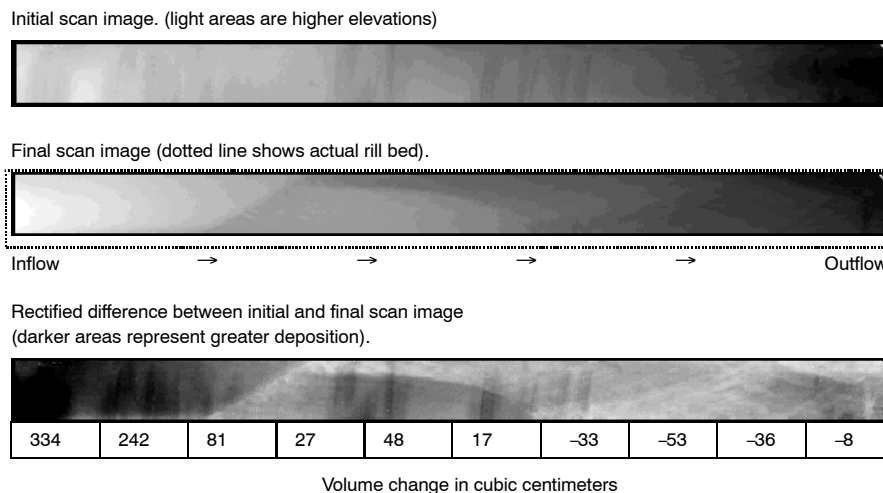 Initial scan image. (light areas are higher elevations)
Final scan image (dotted line shows actual rill bed).
Inflow → → → → Outflow
Rectified difference between initial and final scan image
(darker areas represent greater deposition).
334 242 81 27 48 17 –33 –53 –36 –8
Volume change in cubic centimeters